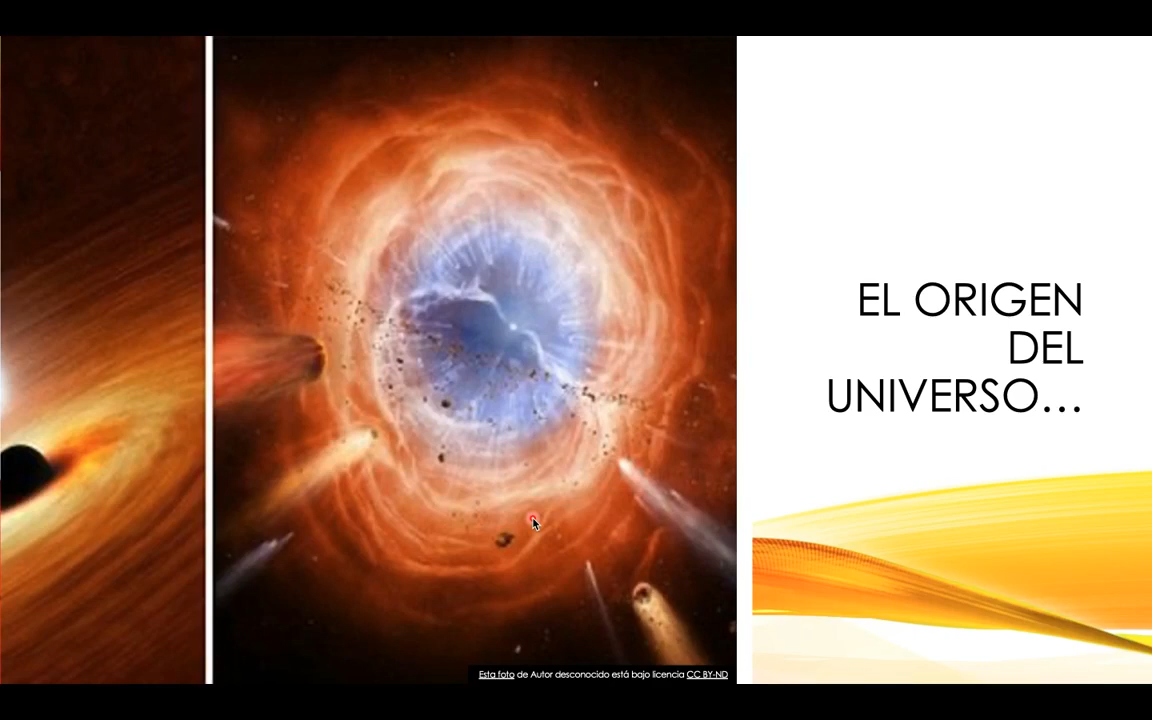 EL ORIGEN
DEL
UNIVERSO...
Esta foto de Autor desconocido está bajo licencia CC BY-ND